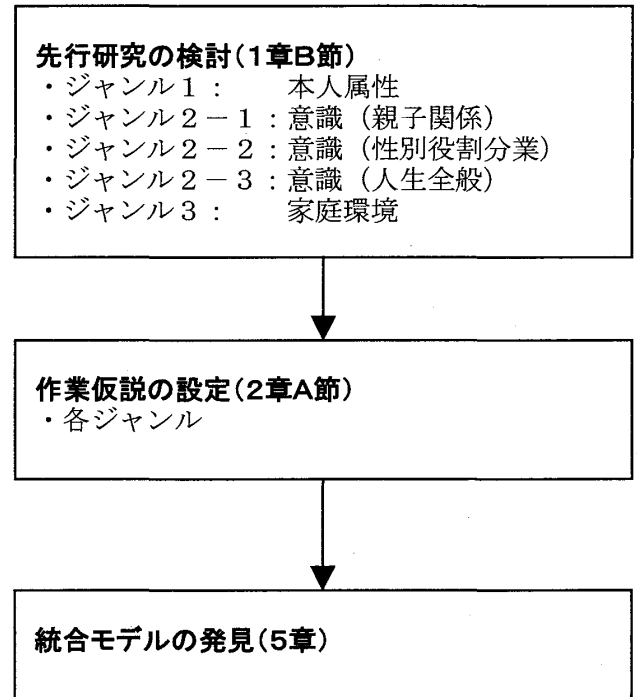 先行研究の検討(1章B節)
・ジャンル1： 本人属性
・ジャンル2－1：意識（親子関係）
・ジャンル2－2：意識（性別役割分業）
・ジャンル2－3：意識（人生全般）
・ジャンル3： 家庭環境
作業仮説の設定(2章A節)
・各ジャンル
統合モデルの発見(5章)